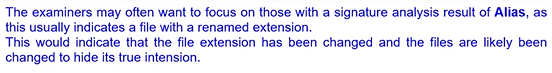 The examiners may often want to focus on those with a signature analysis result of Alias, as
this usually indicates a file with a renamed extension.
This would indicate that the file extension has been changed and the files are likely been
changed to hide its true intension.